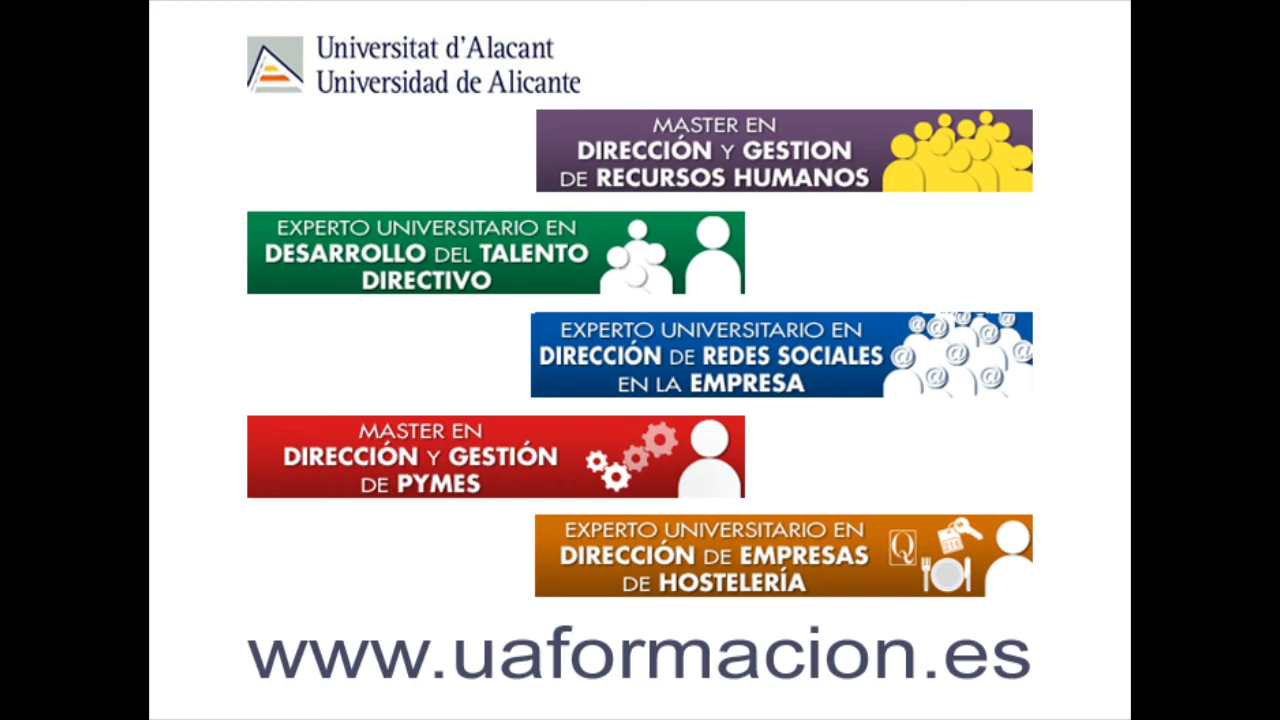 Universitat d'Alacant
Universidad de Alicante
MASTER EN
DIRECCIÓN Y GESTION
DE RECURSOS HUMANOS
EXPERTO UNIVERSITARIO EN
DESARROLLO DEL TALENTO
DIRECTIVO
EXPERTO UNIVERSITARIO EN
DIRECCIÓN DE REDES SOCIALES
EN LA EMPRESA
@ @ @ @ @ @ @ @ @
MASTER EN
DIRECCIÓN Y GESTIÓN
DE PYMES
EXPERTO UNIVERSITARIO EN
DIRECCIÓN DE EMPRESAS
DE HOSTELERÍA
Q
www.uaformacion.es